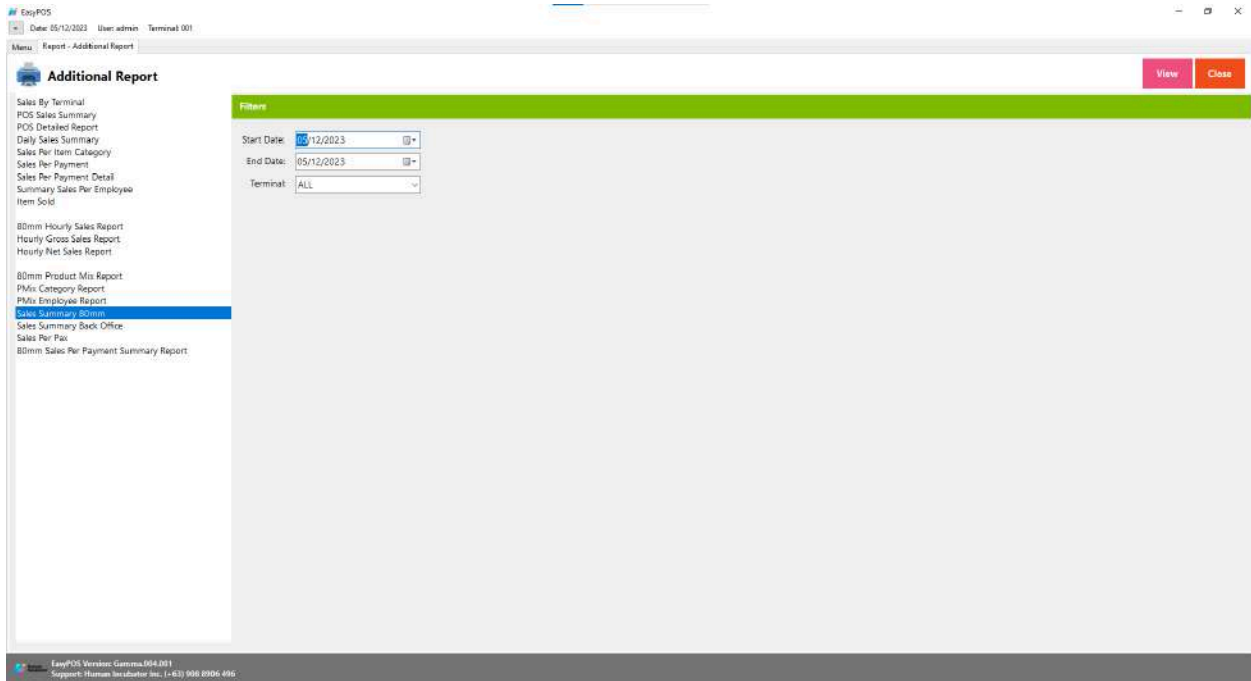 EasyPOS
Date: 05/12/2023 User: admin Terminal: 001
Menu Report - Additional Report
Additional Report
View Close
Sales By Terminal
POS Sales Summary
POS Detailed Report
Daily Sales Summary
Sales Per Item Category
Sales Per Payment
Sales Per Payment Detail
Summary Sales Per Employee
Item Sold
80mm Hourly Sales Report
Hourly Gross Sales Report
Hourly Net Sales Report
80mm Product Mix Report
PMix Category Report
PMix Employee Report
Sales Summary 80mm
Sales Summary Back Office
Sales Per Pax
80mm Sales Per Payment Summary Report
Filters
Start Date: 05/12/2023
End Date: 05/12/2023
Terminal: ALL
EasyPOS Version: Gamma.004.001
Support: Human Incubator Inc. (+63) 908 8906 496